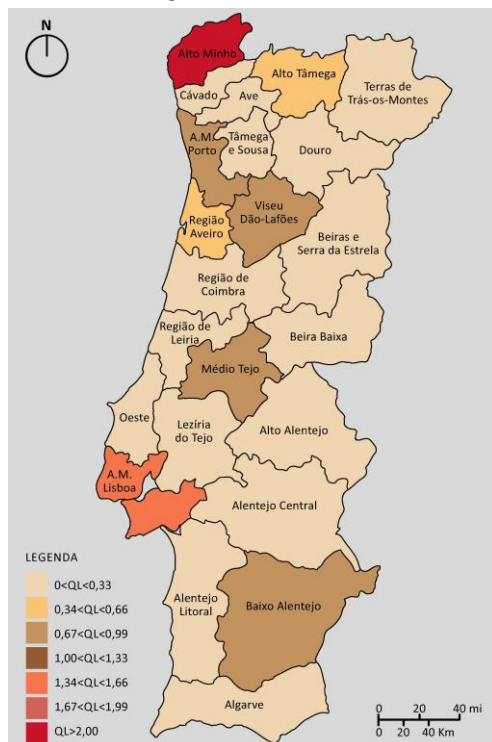 N
Alto Minho
Alto Tâmega
Terras de
Trás-os-Montes
Cávado
Ave
A.M.
Porto
Tâmega
e Sousa
Douro
Viseu
Dão-Lafões
Região
Aveiro
Beiras e
Serra da Estrela
Região de
Coimbra
Região de
Leiria
Beira Baixa
Médio Tejo
Oeste
Lezíria
do Tejo
Alto Alentejo
A.M.
Lisboa
Alentejo Central
Alentejo
Litoral
Baixo Alentejo
Algarve
LEGENDA
0<QL<0,33
0,34<QL<0,66
0,67<QL<0,99
1,00<QL<1,33
1,34<QL<1,66
1,67<QL<1,99
QL>2,00
0 20 40 mi
0 20 40 Km